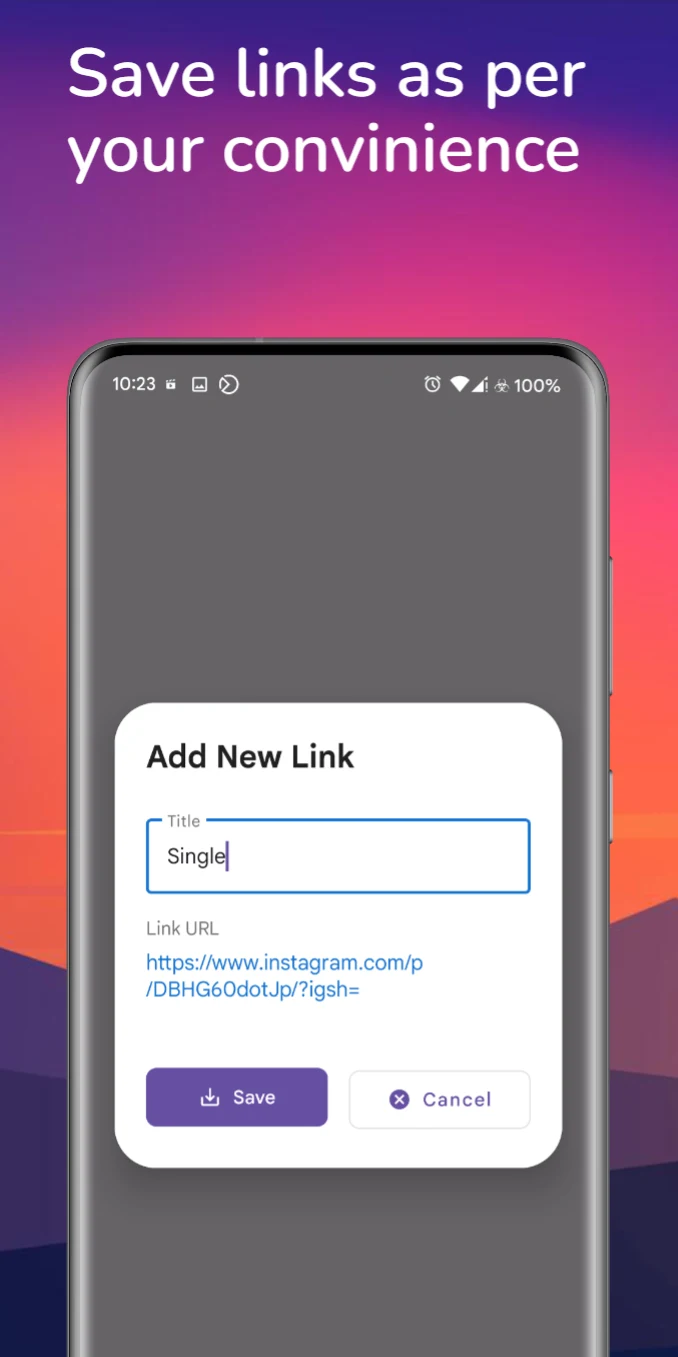 Save links as per
your convinience
10:23
100%
Add New Link
Title
Single
Link URL
https://www.instagram.com/p
/DBHG60dotJp/?igsh=
Save
Cancel